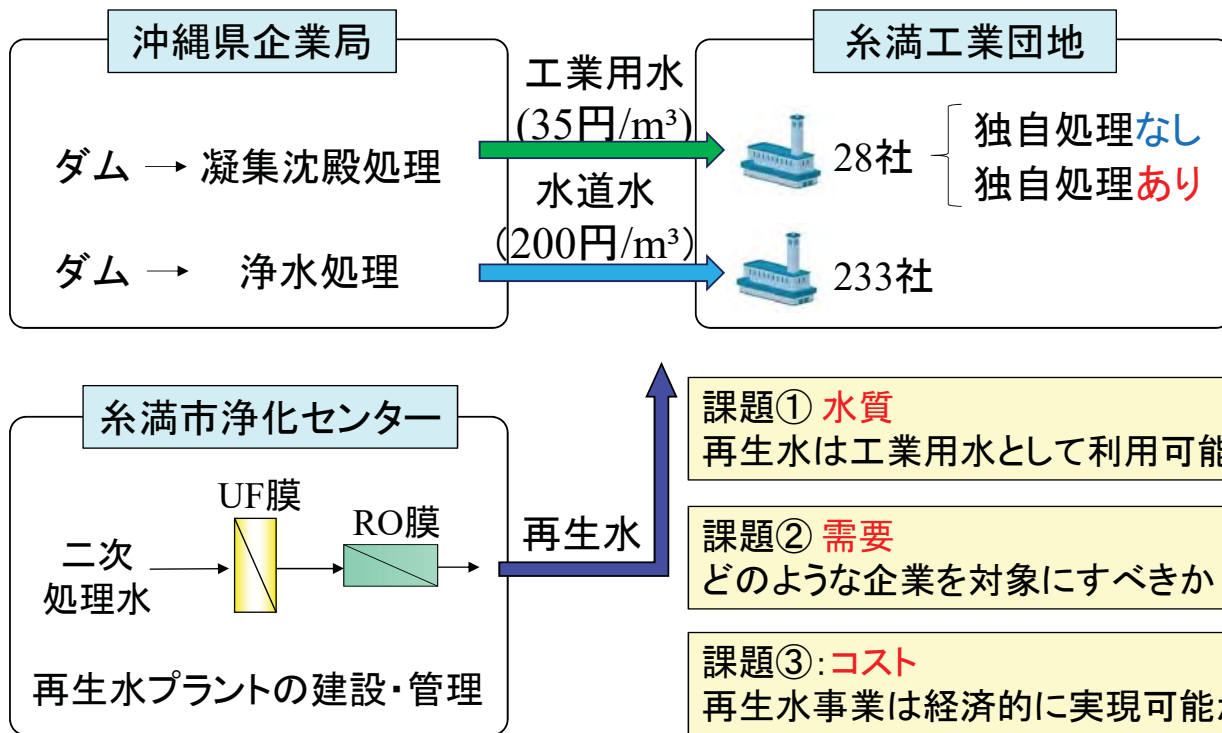 沖縄県企業局
ダム → 凝集沈殿処理
ダム → 浄水処理
工業用水
(35円/m³)
水道水
(200円/m³)
糸満工業団地
28社
独自処理なし
独自処理あり
233社
糸満市浄化センター
UF膜
RO膜
二次
処理水
再生水プラントの建設・管理
再生水
課題① 水質
再生水は工業用水として利用可能
課題② 需要
どのような企業を対象にすべきか
課題③:コスト
再生水事業は経済的に実現可能